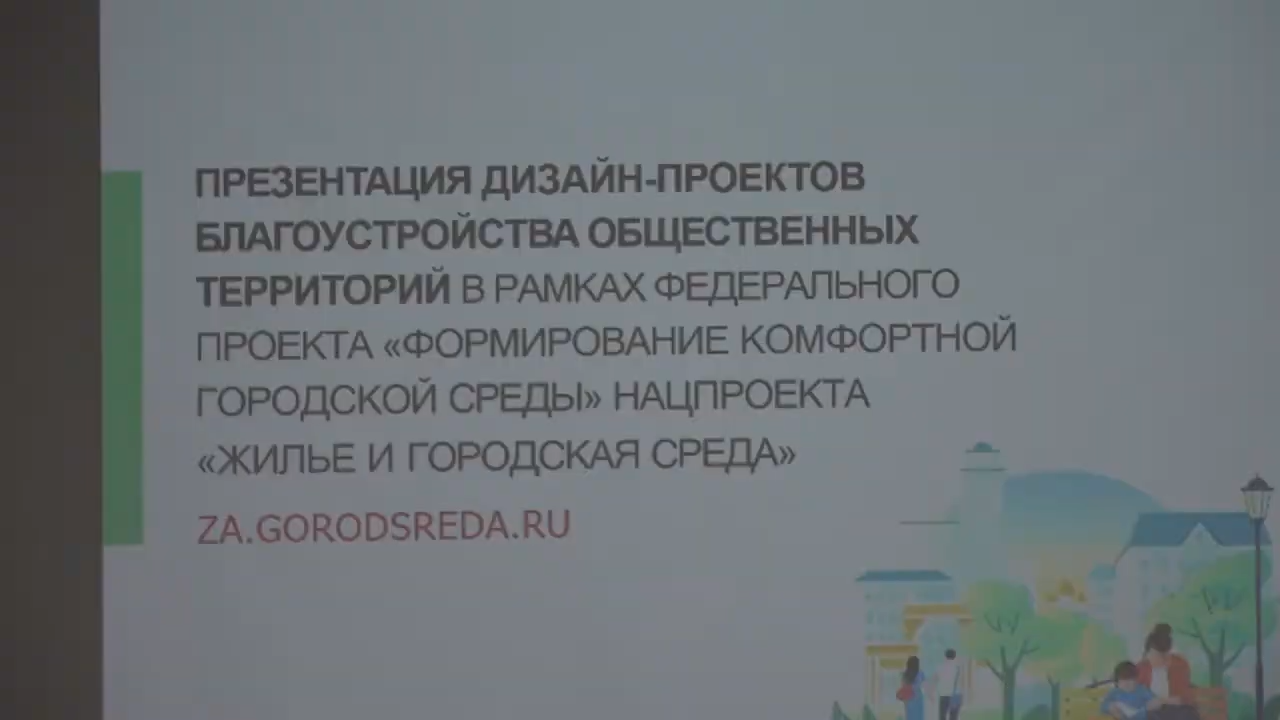 ПРЕЗЕНТАЦИЯ ДИЗАЙН-ПРОЕКТОВ
БЛАГОУСТРОЙСТВА ОБЩЕСТВЕННЫХ
ТЕРРИТОРИЙ В РАМКАХ ФЕДЕРАЛЬНОГО
ПРОЕКТА «ФОРМИРОВАНИЕ КОМФОРТНОЙ
ГОРОДСКОЙ СРЕДЫ» НАЦПРОЕКТА
«ЖИЛЬЕ И ГОРОДСКАЯ СРЕДА»
ZA.GORODSREDA.RU